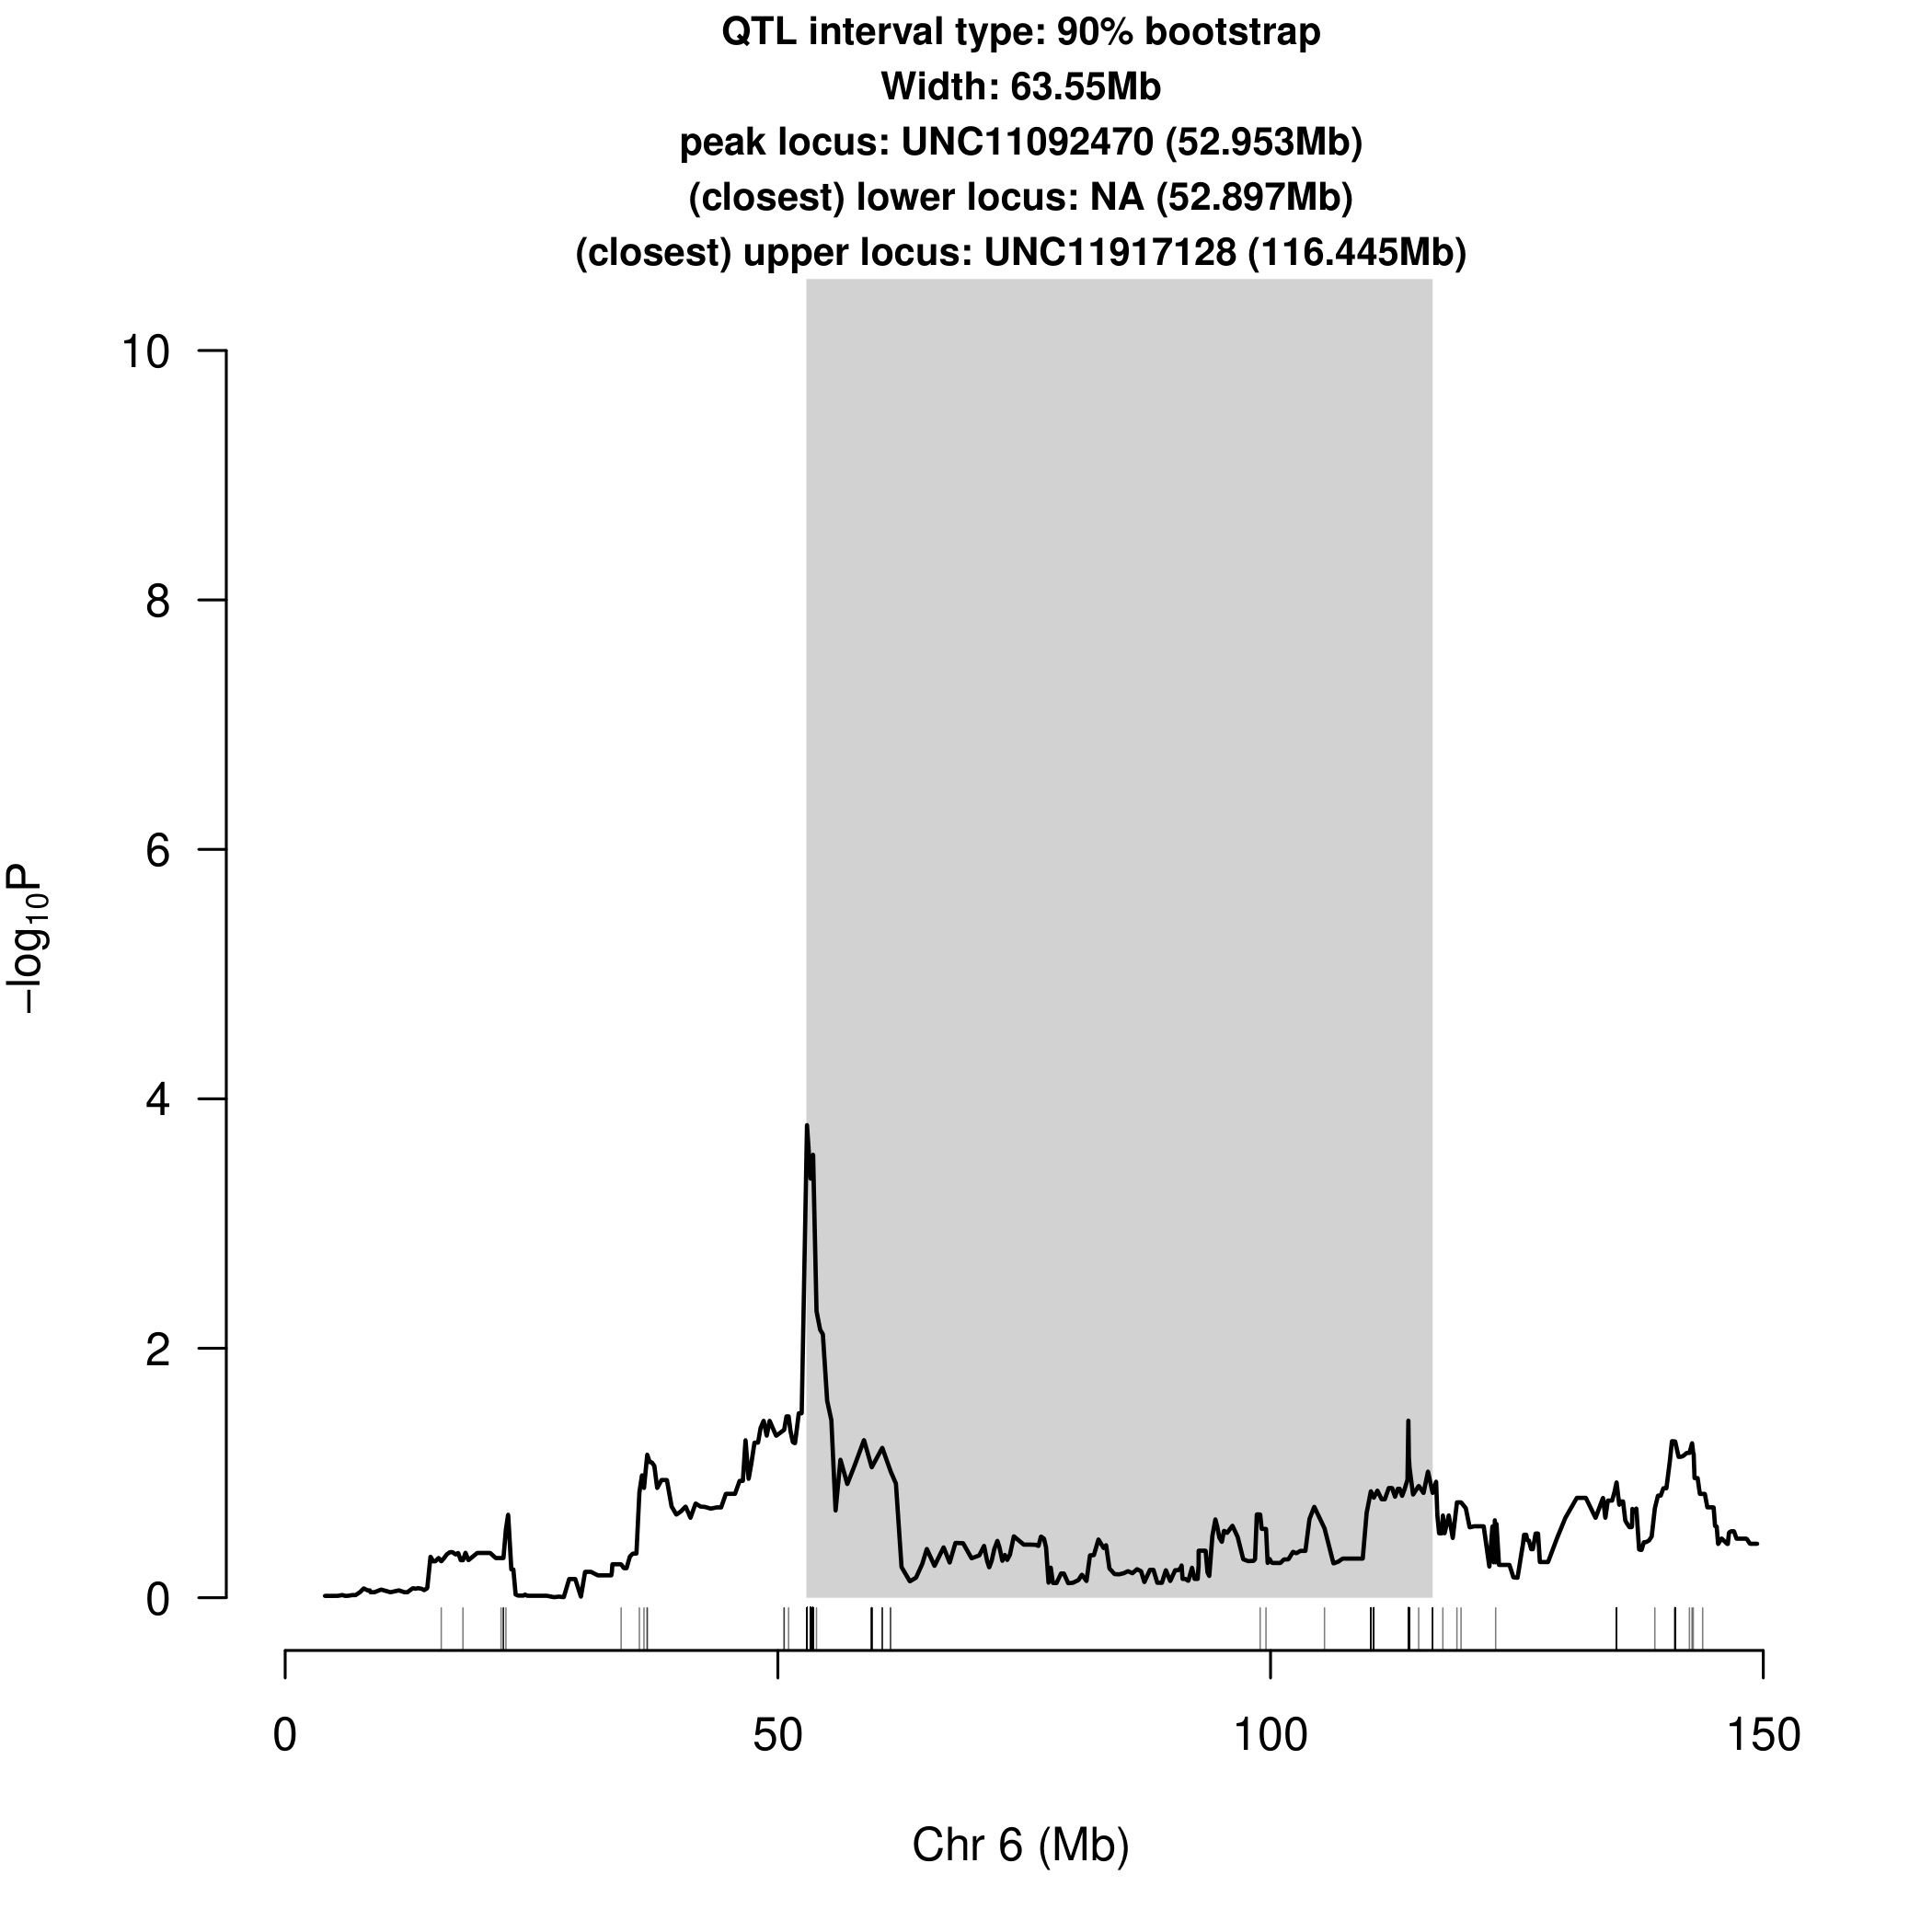 QTL interval type: 90% bootstrap
Width: 63.55Mb
peak locus: UNC11092470 (52.953Mb)
(closest) lower locus: NA (52.897Mb)
(closest) upper locus: UNC11917128 (116.445Mb)
10
8
6
4
2
0
−log10P
0 50 100 150
Chr 6 (Mb)